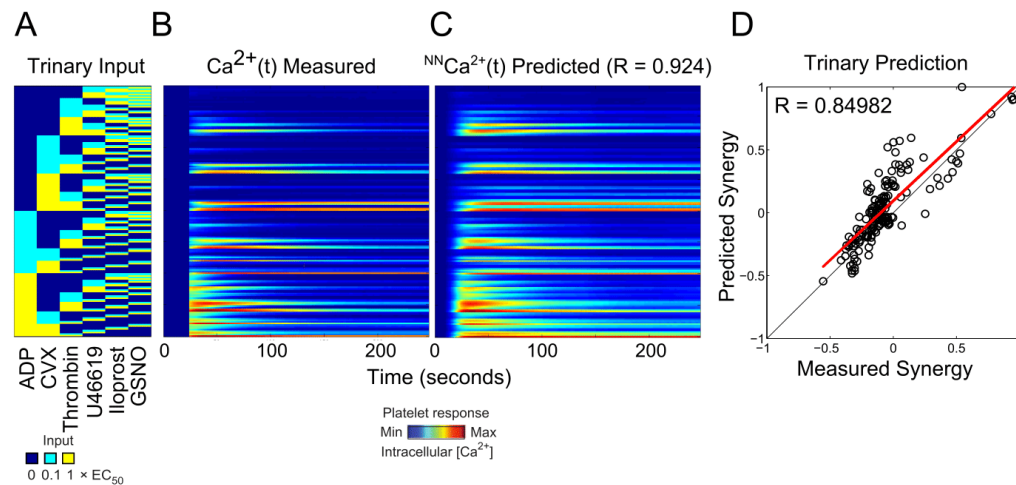 A
B
C
D
Trinary Input
Ca2+(t) Measured
NNCa2+(t) Predicted (R = 0.924)
Trinary Prediction
R = 0.84982
1
0.5
0
−0.5
−1
Predicted Synergy
−1 −0.5 0 0.5
Measured Synergy
ADP
CVX
Thrombin
U46619
Iloprost
GSNO
0 100 200
0 100 200
Time (seconds)
Input
0 0.1 1 × EC50
Platelet response
Min Max
Intracellular [Ca2+]